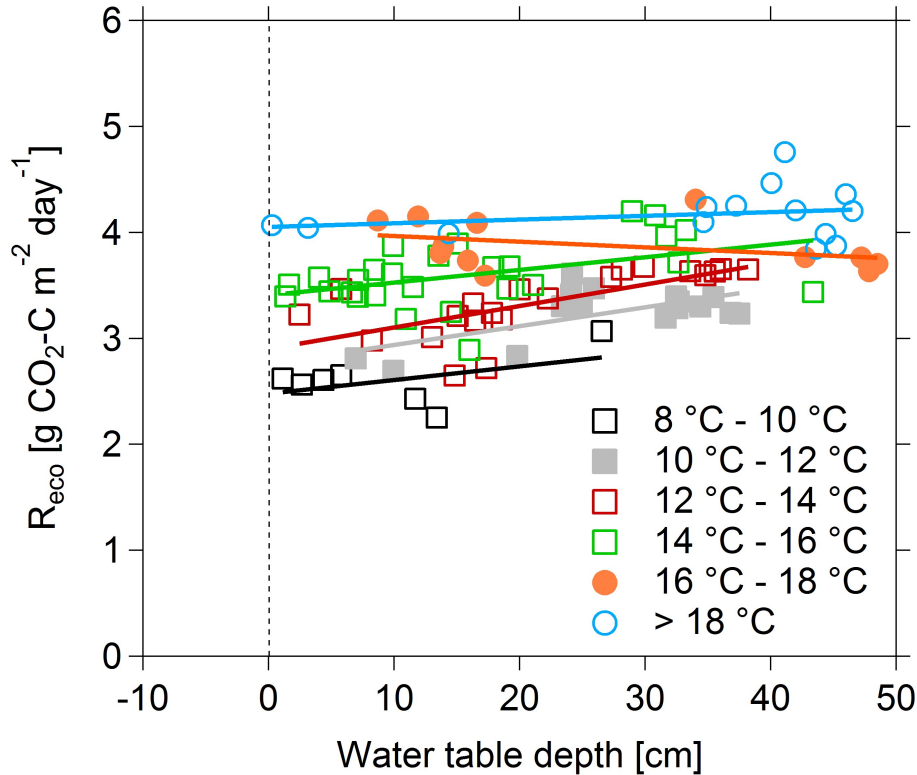 6
5
4
3
2
1
0
R_eco [g CO₂-C m⁻² day⁻¹]
8 °C - 10 °C
10 °C - 12 °C
12 °C - 14 °C
14 °C - 16 °C
16 °C - 18 °C
> 18 °C
-10 0 10 20 30 40 50
Water table depth [cm]